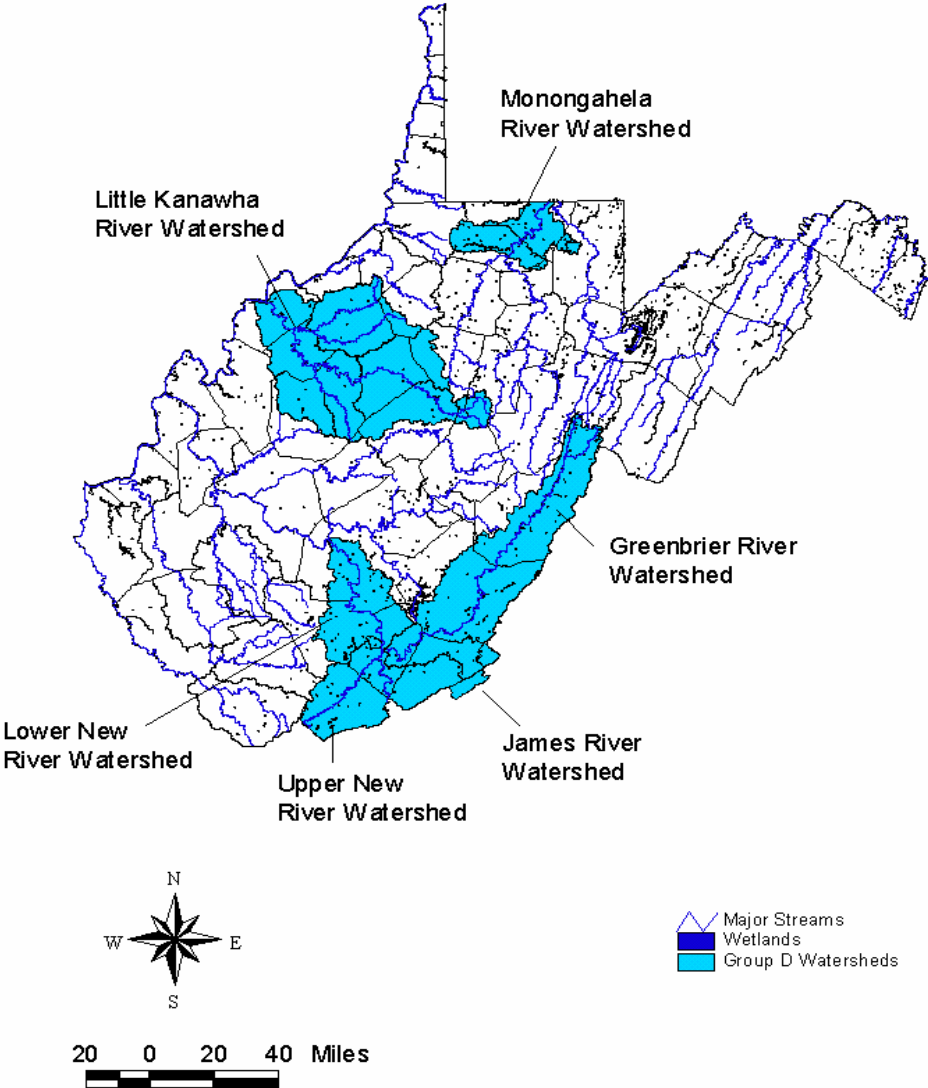 Monongahela
River Watershed
Little Kanawha
River Watershed
Greenbrier River
Watershed
Lower New
River Watershed
James River
Watershed
Upper New
River Watershed
N
W E
S
Major Streams
Wetlands
Group D Watersheds
20 0 20 40 Miles